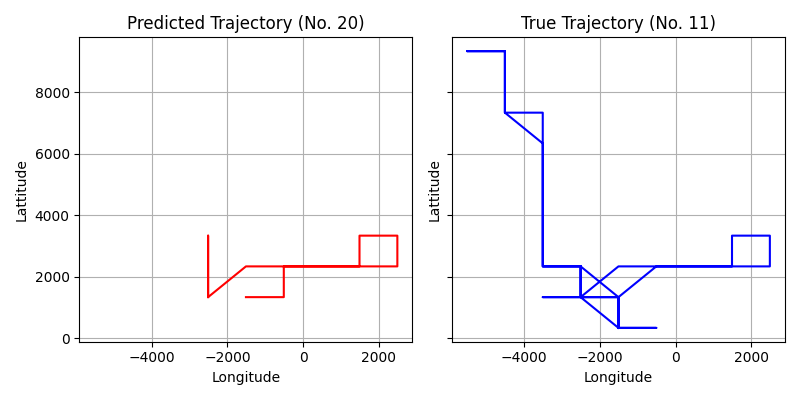 Predicted Trajectory (No. 20)
True Trajectory (No. 11)
8000
6000
4000
2000
0
Lattitude
Lattitude
−4000
−2000
0
2000
−4000
−2000
0
2000
Longitude
Longitude